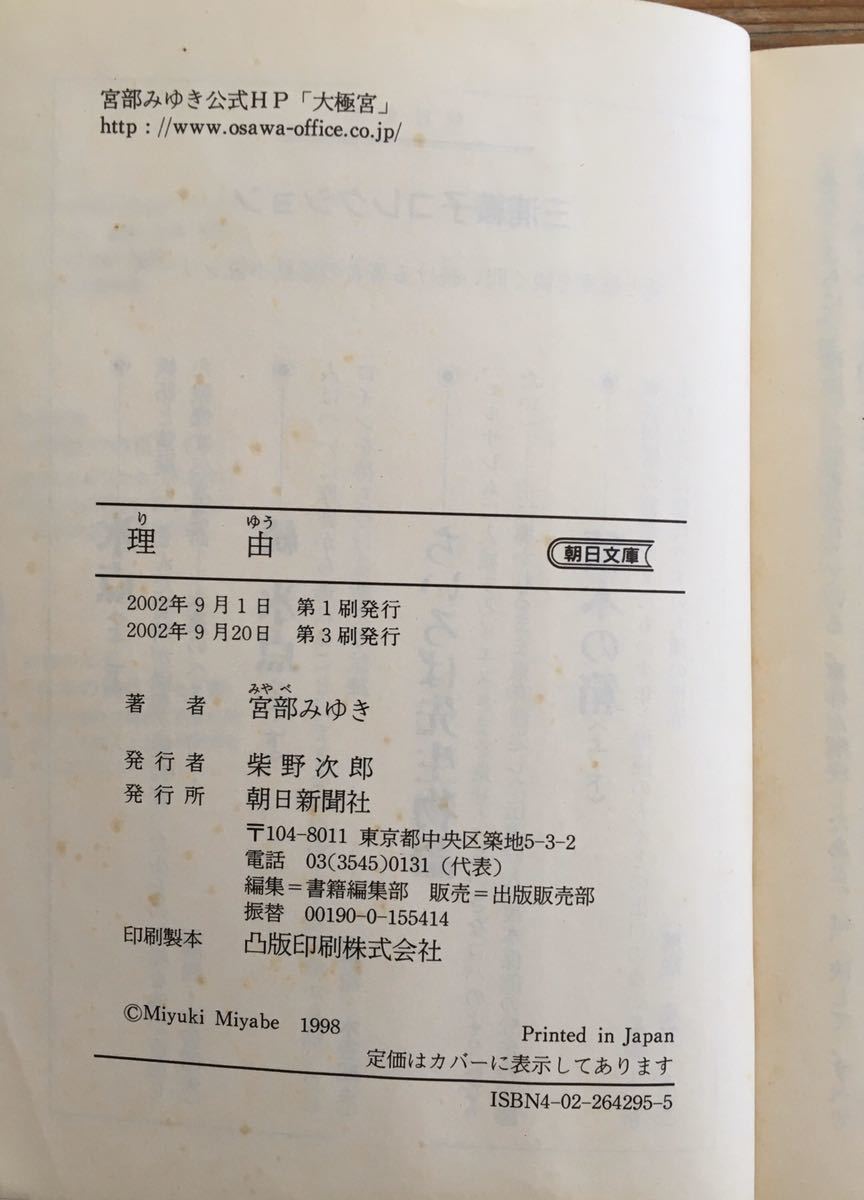 宮部みゆき公式HP「大極宮」
http://www.osawa-office.co.jp/
り ゆう
理 由 朝日文庫
2002年9月1日 第1刷発行
2002年9月20日 第3刷発行
みや べ
著 者 宮部みゆき
発行者 柴野次郎
発行所 朝日新聞社
〒104-8011 東京都中央区築地5-3-2
電話 03(3545)0131(代表)
編集=書籍編集部 販売=出版販売部
振替 00190-0-155414
印刷製本 凸版印刷株式会社
©Miyuki Miyabe 1998
Printed in Japan
定価はカバーに表示してあります
ISBN4-02-264295-5